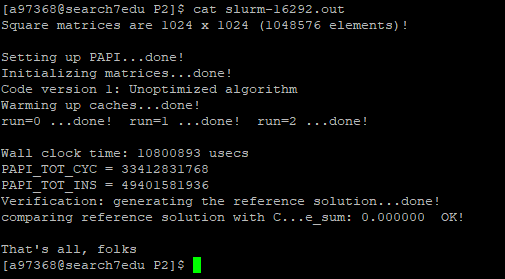 [a97368@search7edu P2]$ cat slurm-16292.out
Square matrices are 1024 x 1024 (1048576 elements)!
Setting up PAPI...done!
Initializing matrices...done!
Code version 1: Unoptimized algorithm
Warming up caches...done!
run=0 ...done!  run=1 ...done!  run=2 ...done!
Wall clock time: 10800893 usecs
PAPI_TOT_CYC = 33412831768
PAPI_TOT_INS = 49401581936
Verification: generating the reference solution...done!
comparing reference solution with C...e_sum: 0.000000  OK!
That's all, folks
[a97368@search7edu P2]$